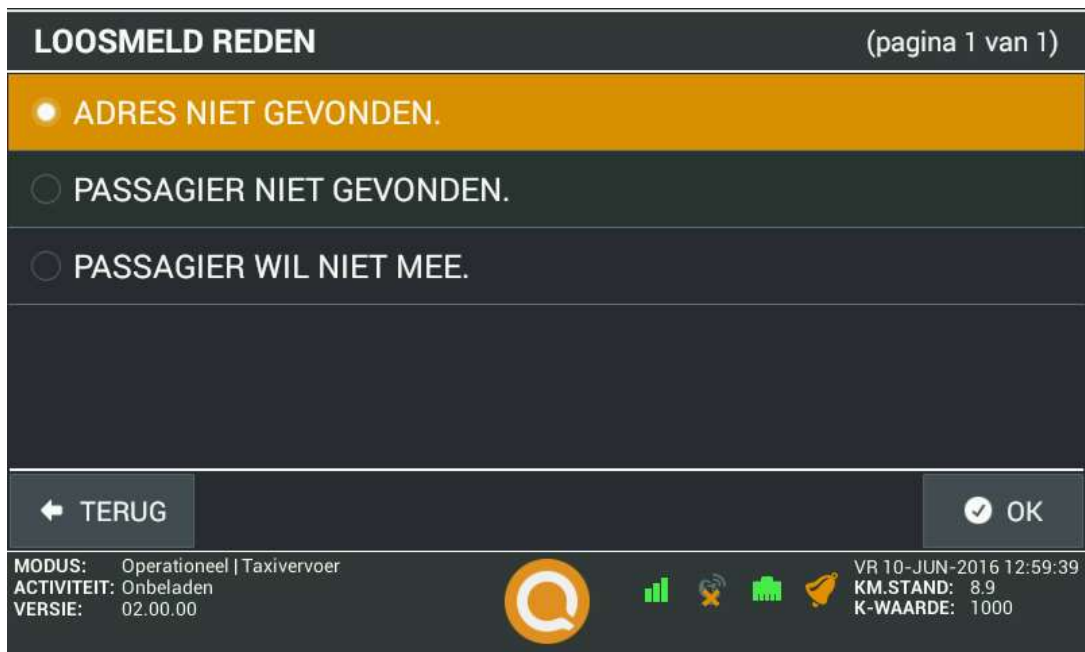 LOOSMELD REDEN (pagina 1 van 1)
ADRES NIET GEVONDEN.
PASSAGIER NIET GEVONDEN.
PASSAGIER WIL NIET MEE.
TERUG
OK
MODUS: Operationeel | Taxivervoer
ACTIVITEIT: Onbeladen
VERSIE: 02.00.00
VR 10-JUN-2016 12:59:39
KM.STAND: 8.9
K-WAARDE: 1000